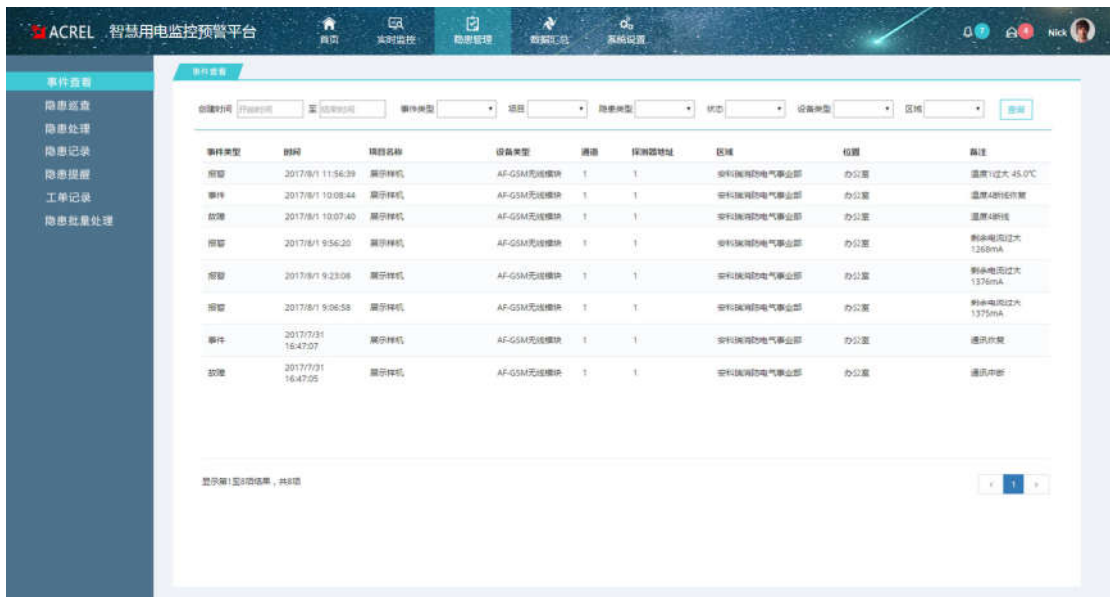 ACREL 智慧用电监控预警平台
首页 实时监控 隐患管理 数据汇总 系统设置
7 4 Nick
事件查看
隐患巡查
隐患处理
隐患记录
隐患提醒
工单记录
隐患批量处理
事件查看
创建时间 开始时间 至 结束时间 事件类型 项目 隐患类型 状态 设备类型 区域 查询
事件类型 时间 项目名称 设备类型 通道 探测器地址 区域 位置 备注
报警 2017/8/1 11:56:39 展示样机 AF-GSM无线模块 1 1 安科瑞消防电气事业部 办公室 温度1过大 45.0℃
事件 2017/8/1 10:08:44 展示样机 AF-GSM无线模块 1 1 安科瑞消防电气事业部 办公室 温度4断线恢复
故障 2017/8/1 10:07:40 展示样机 AF-GSM无线模块 1 1 安科瑞消防电气事业部 办公室 温度4断线
报警 2017/8/1 9:56:20 展示样机 AF-GSM无线模块 1 1 安科瑞消防电气事业部 办公室 剩余电流过大
1268mA
报警 2017/8/1 9:23:08 展示样机 AF-GSM无线模块 1 1 安科瑞消防电气事业部 办公室 剩余电流过大
1376mA
报警 2017/8/1 9:06:58 展示样机 AF-GSM无线模块 1 1 安科瑞消防电气事业部 办公室 剩余电流过大
1375mA
事件 2017/7/31
16:47:07 展示样机 AF-GSM无线模块 1 1 安科瑞消防电气事业部 办公室 通讯恢复
故障 2017/7/31
16:47:05 展示样机 AF-GSM无线模块 1 1 安科瑞消防电气事业部 办公室 通讯中断
显示第1至8项结果，共8项
‹ 1 ›